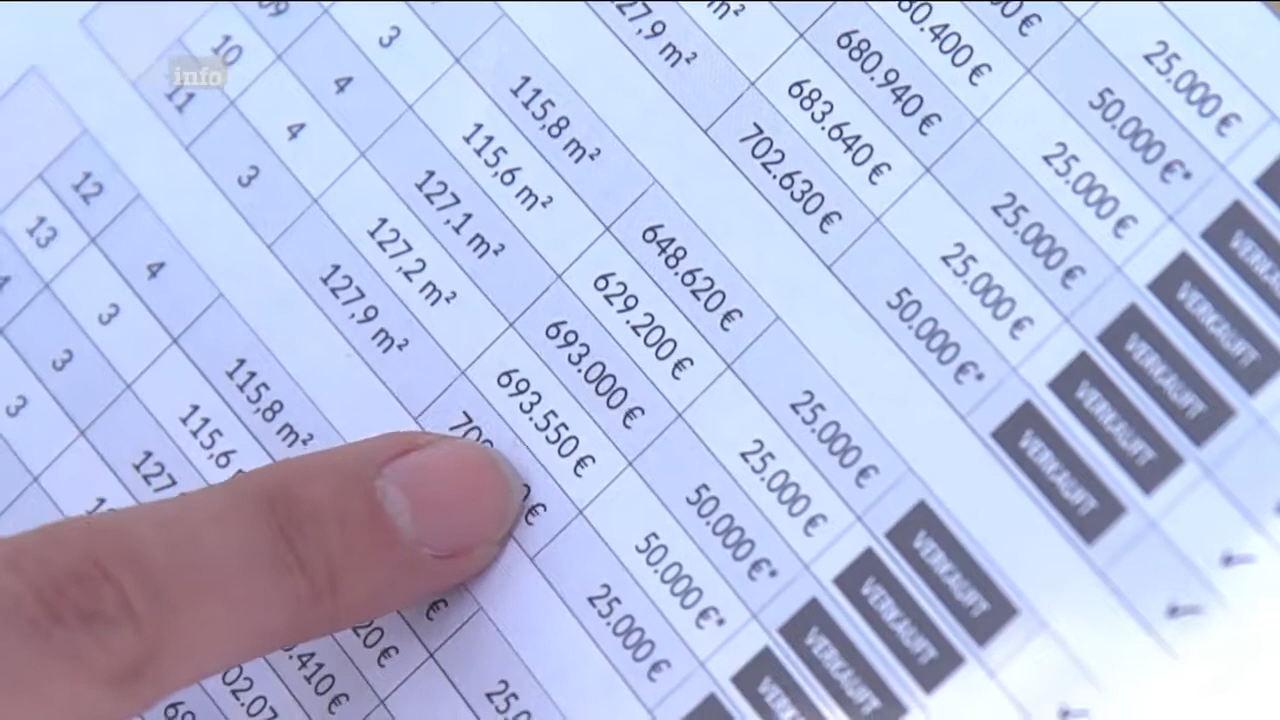 info
25.000 €
50.000 €*
25.000 € VERKAUFT
680.940 € 25.000 € VERKAUFT
m² 683.640 € 25.000 € VERKAUFT
127,9 m² 702.630 € 50.000 €* VERKAUFT
115,8 m² 648.620 € 25.000 € VERKAUFT
3 115,6 m² 629.200 € 25.000 € VERKAUFT
09 4 127,1 m² 693.000 € 50.000 €* VERKAUFT
10 4 127,2 m² 693.550 € 50.000 €* VERKAUFT
11 3 127,9 m² € 25.000 €
12 4 115,8 m² €
13 3 115,6
3 127
3